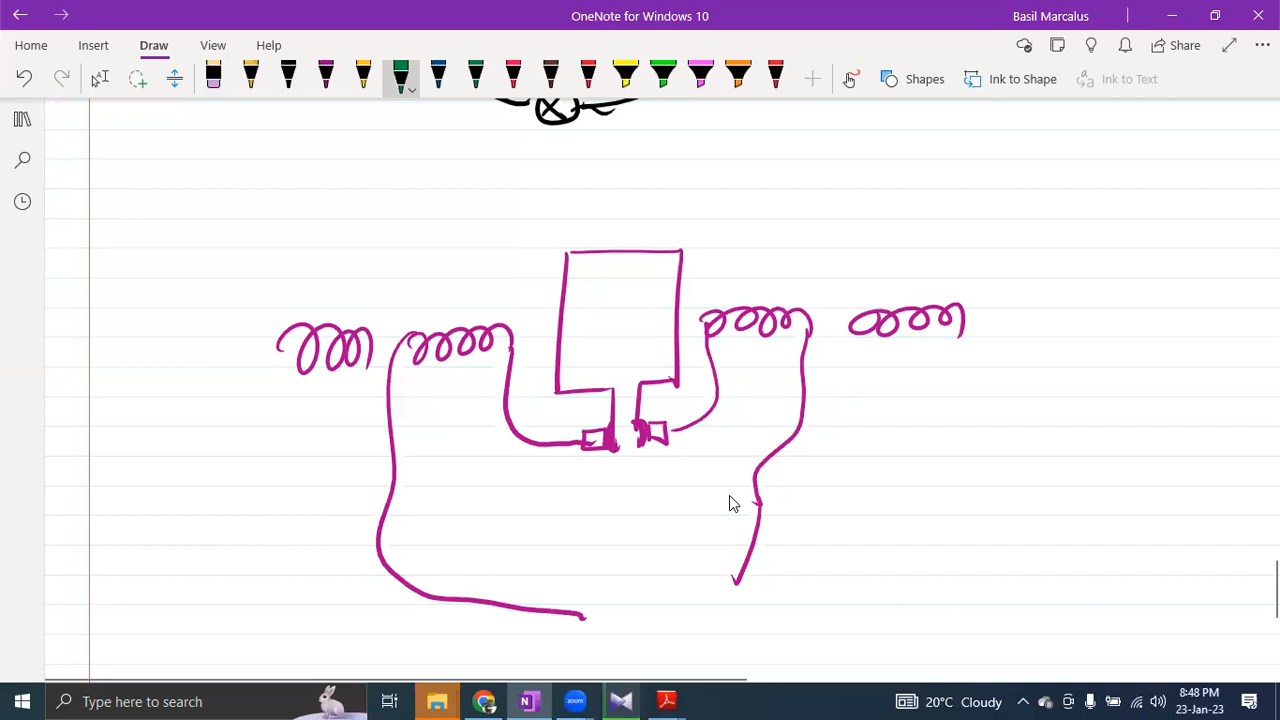 OneNote for Windows 10
Basil Marcalus
Home
Insert
Draw
View
Help
Share
Shapes
Ink to Shape
Ink to Text
Type here to search
zoom
20°C Cloudy
8:48 PM
23-Jan-23